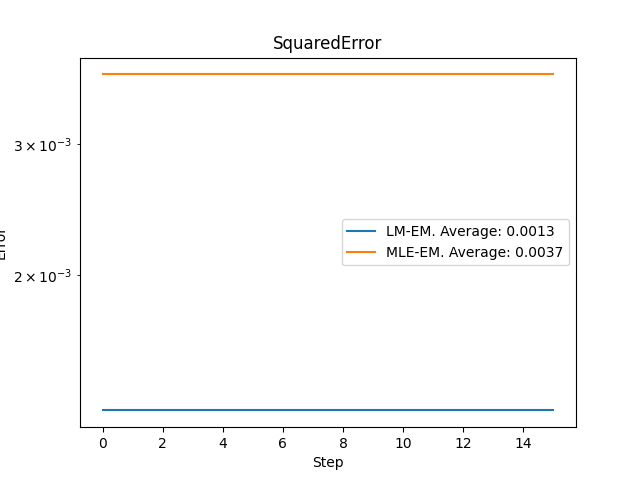 SquaredError
3 × 10⁻³
2 × 10⁻³
Error
LM-EM. Average: 0.0013
MLE-EM. Average: 0.0037
0 2 4 6 8 10 12 14
Step